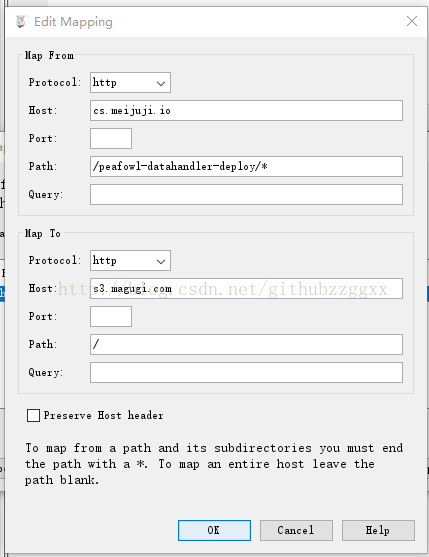 Edit Mapping
Map From
Protocol: http
Host: cs.meijuji.io
Port:
Path: /peafowl-datahandler-deploy/*
Query:
Map To
Protocol: http
Host: s3.magugi.com
http://blog.csdn.net/githubzzggxx
Port:
Path: /
Query:
Preserve Host header
To map from a path and its subdirectories you must end
the path with a *. To map an entire host leave the
path blank.
OK Cancel Help